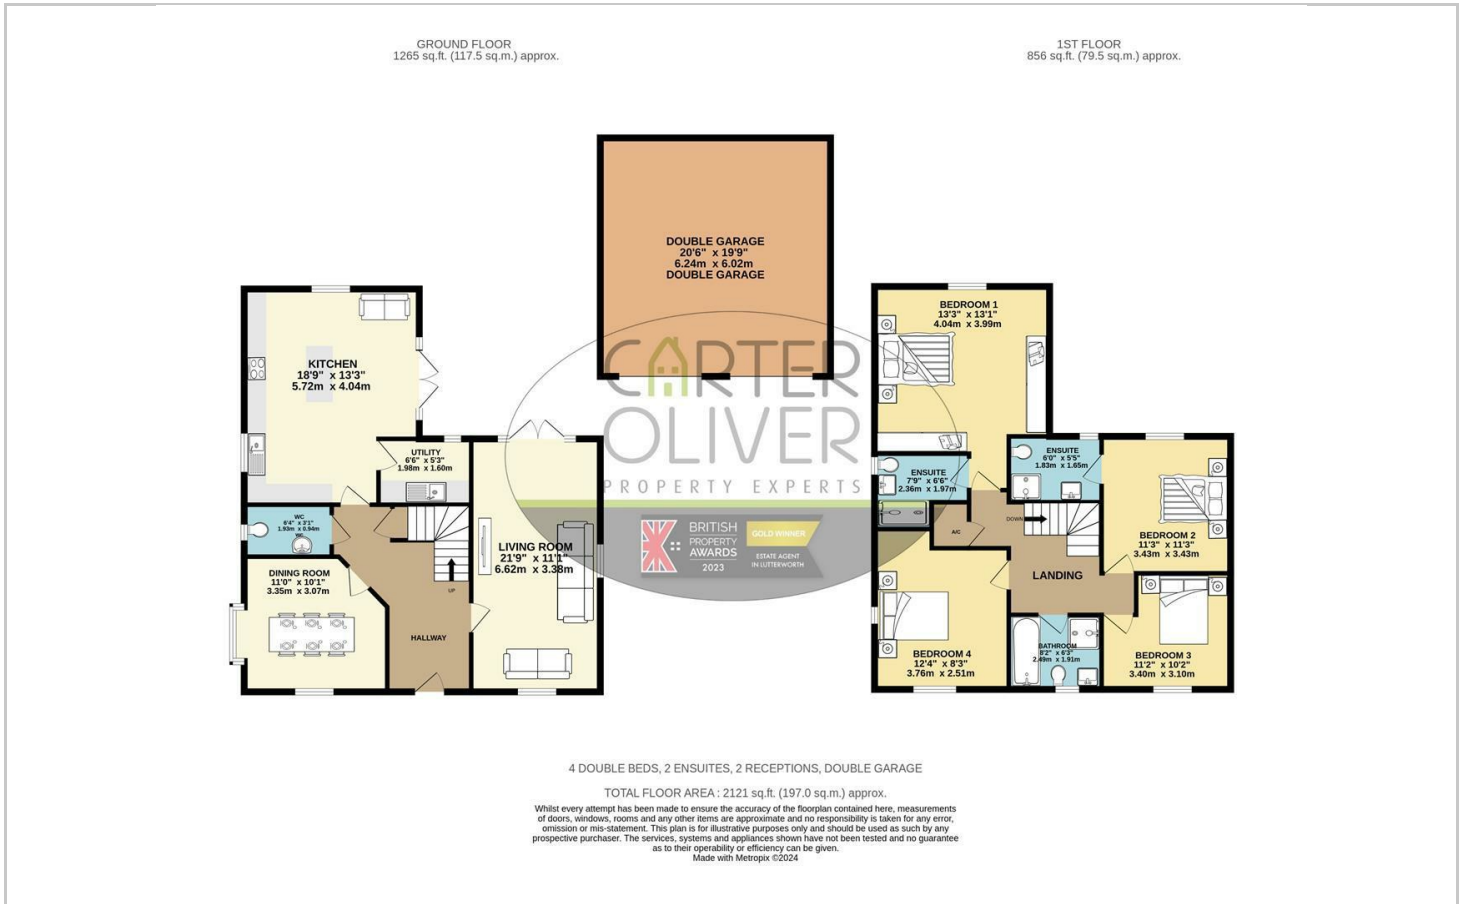 GROUND FLOOR
1265 sq.ft. (117.5 sq.m.) approx.
1ST FLOOR
856 sq.ft. (79.5 sq.m.) approx.
DOUBLE GARAGE
20'6" x 19'9"
6.24m x 6.02m
DOUBLE GARAGE
KITCHEN
18'9" x 13'3"
5.72m x 4.04m
UTILITY
6'6" x 5'3"
1.98m x 1.60m
WC
6'4" x 3'1"
1.93m x 0.94m
WC
DINING ROOM
11'0" x 10'1"
3.35m x 3.07m
UP
HALLWAY
LIVING ROOM
21'9" x 11'1"
6.62m x 3.38m
CARTER
OLIVER
PROPERTY EXPERTS
BRITISH
PROPERTY
AWARDS
2023
GOLD WINNER
ESTATE AGENT
IN LUTTERWORTH
BEDROOM 1
13'3" x 13'1"
4.04m x 3.99m
ENSUITE
7'9" x 6'6"
2.36m x 1.97m
ENSUITE
6'0" x 5'5"
1.83m x 1.65m
A/C
DOWN
BEDROOM 2
11'3" x 11'3"
3.43m x 3.43m
LANDING
BEDROOM 4
12'4" x 8'3"
3.76m x 2.51m
BATHROOM
8'2" x 6'3"
2.49m x 1.91m
BEDROOM 3
11'2" x 10'2"
3.40m x 3.10m
4 DOUBLE BEDS, 2 ENSUITES, 2 RECEPTIONS, DOUBLE GARAGE
TOTAL FLOOR AREA : 2121 sq.ft. (197.0 sq.m.) approx.
Whilst every attempt has been made to ensure the accuracy of the floorplan contained here, measurements
of doors, windows, rooms and any other items are approximate and no responsibility is taken for any error,
omission or mis-statement. This plan is for illustrative purposes only and should be used as such by any
prospective purchaser. The services, systems and appliances shown have not been tested and no guarantee
as to their operability or efficiency can be given.
Made with Metropix ©2024